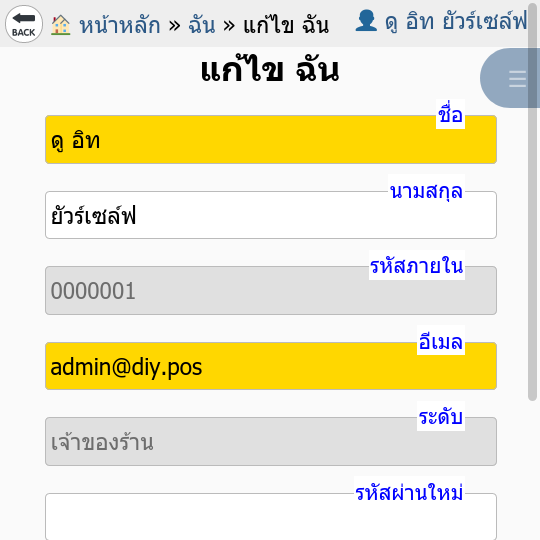 BACK
หน้าหลัก » ฉัน » แก้ไข ฉัน
ดู อิท ยัวร์เซล์ฟ
แก้ไข ฉัน
ชื่อ
ดู อิท
นามสกุล
ยัวร์เซล์ฟ
รหัสภายใน
0000001
อีเมล
admin@diy.pos
ระดับ
เจ้าของร้าน
รหัสผ่านใหม่